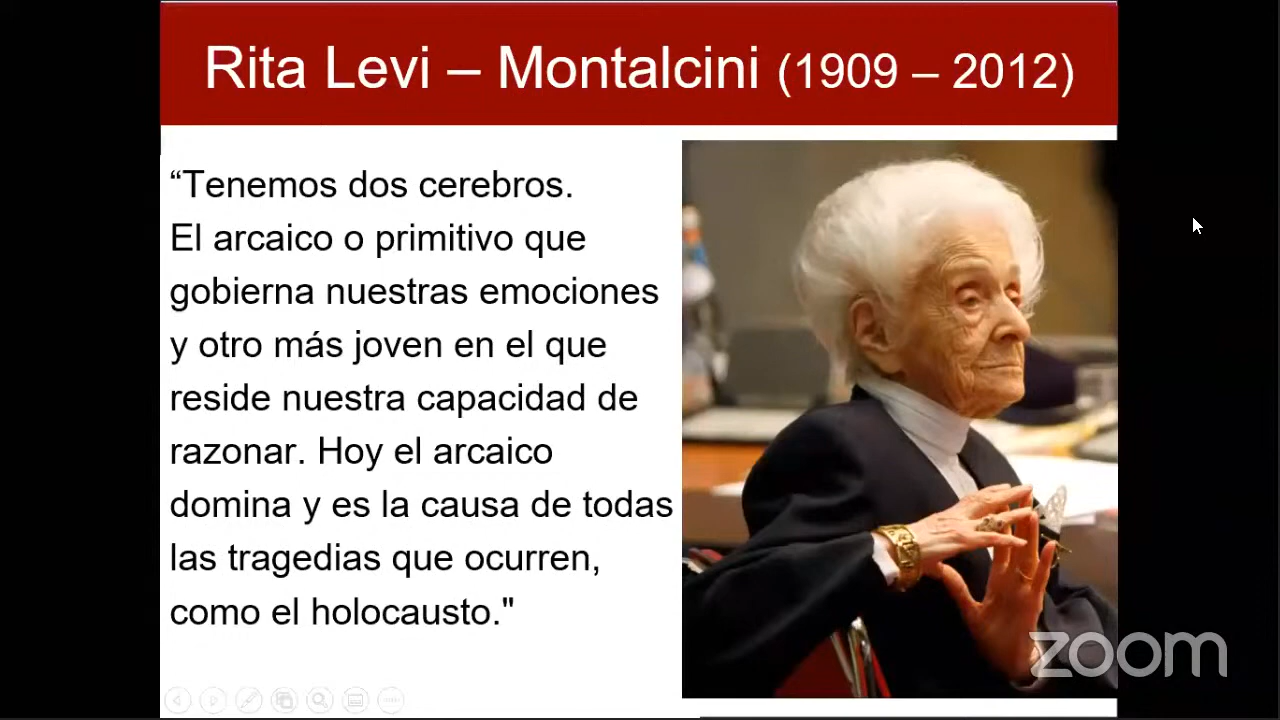 Rita Levi – Montalcini (1909 – 2012)
“Tenemos dos cerebros.
El arcaico o primitivo que
gobierna nuestras emociones
y otro más joven en el que
reside nuestra capacidad de
razonar. Hoy el arcaico
domina y es la causa de todas
las tragedias que ocurren,
como el holocausto."
zoom